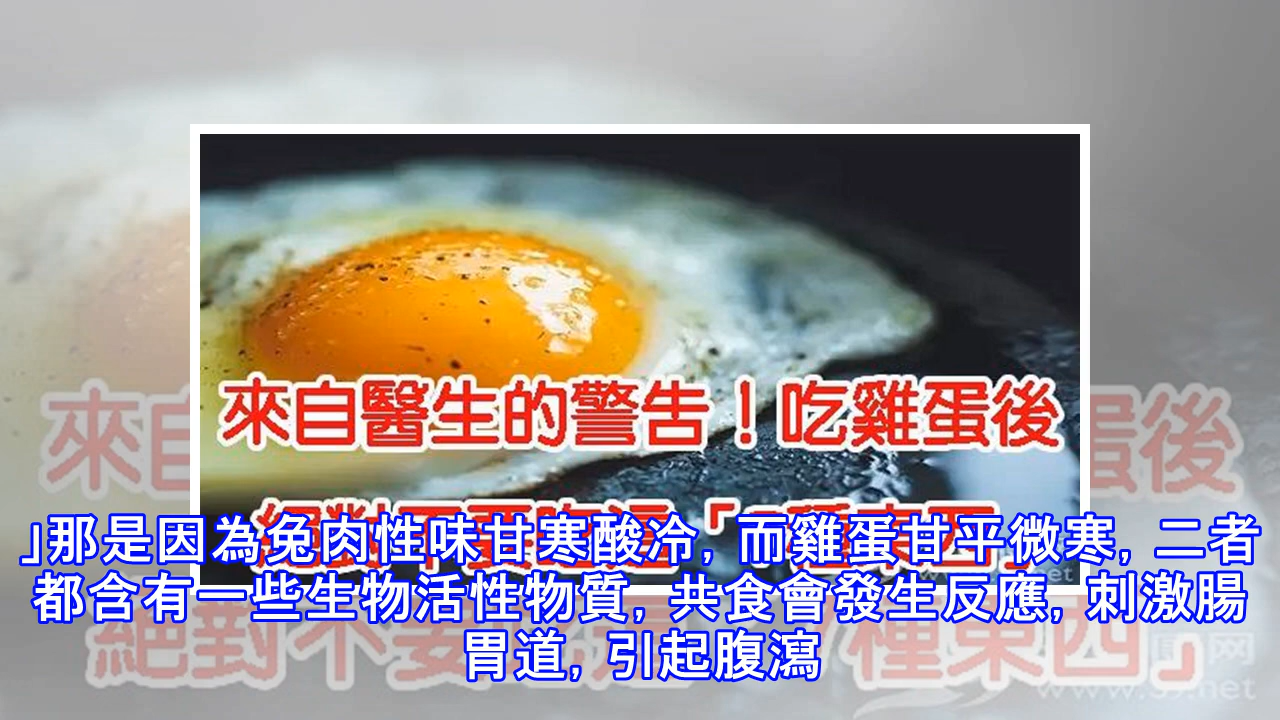 來自醫生的警告！吃雞蛋後
」那是因為兔肉性味甘寒酸冷, 而雞蛋甘平微寒, 二者
都含有一些生物活性物質, 共食會發生反應, 刺激腸
胃道, 引起腹瀉